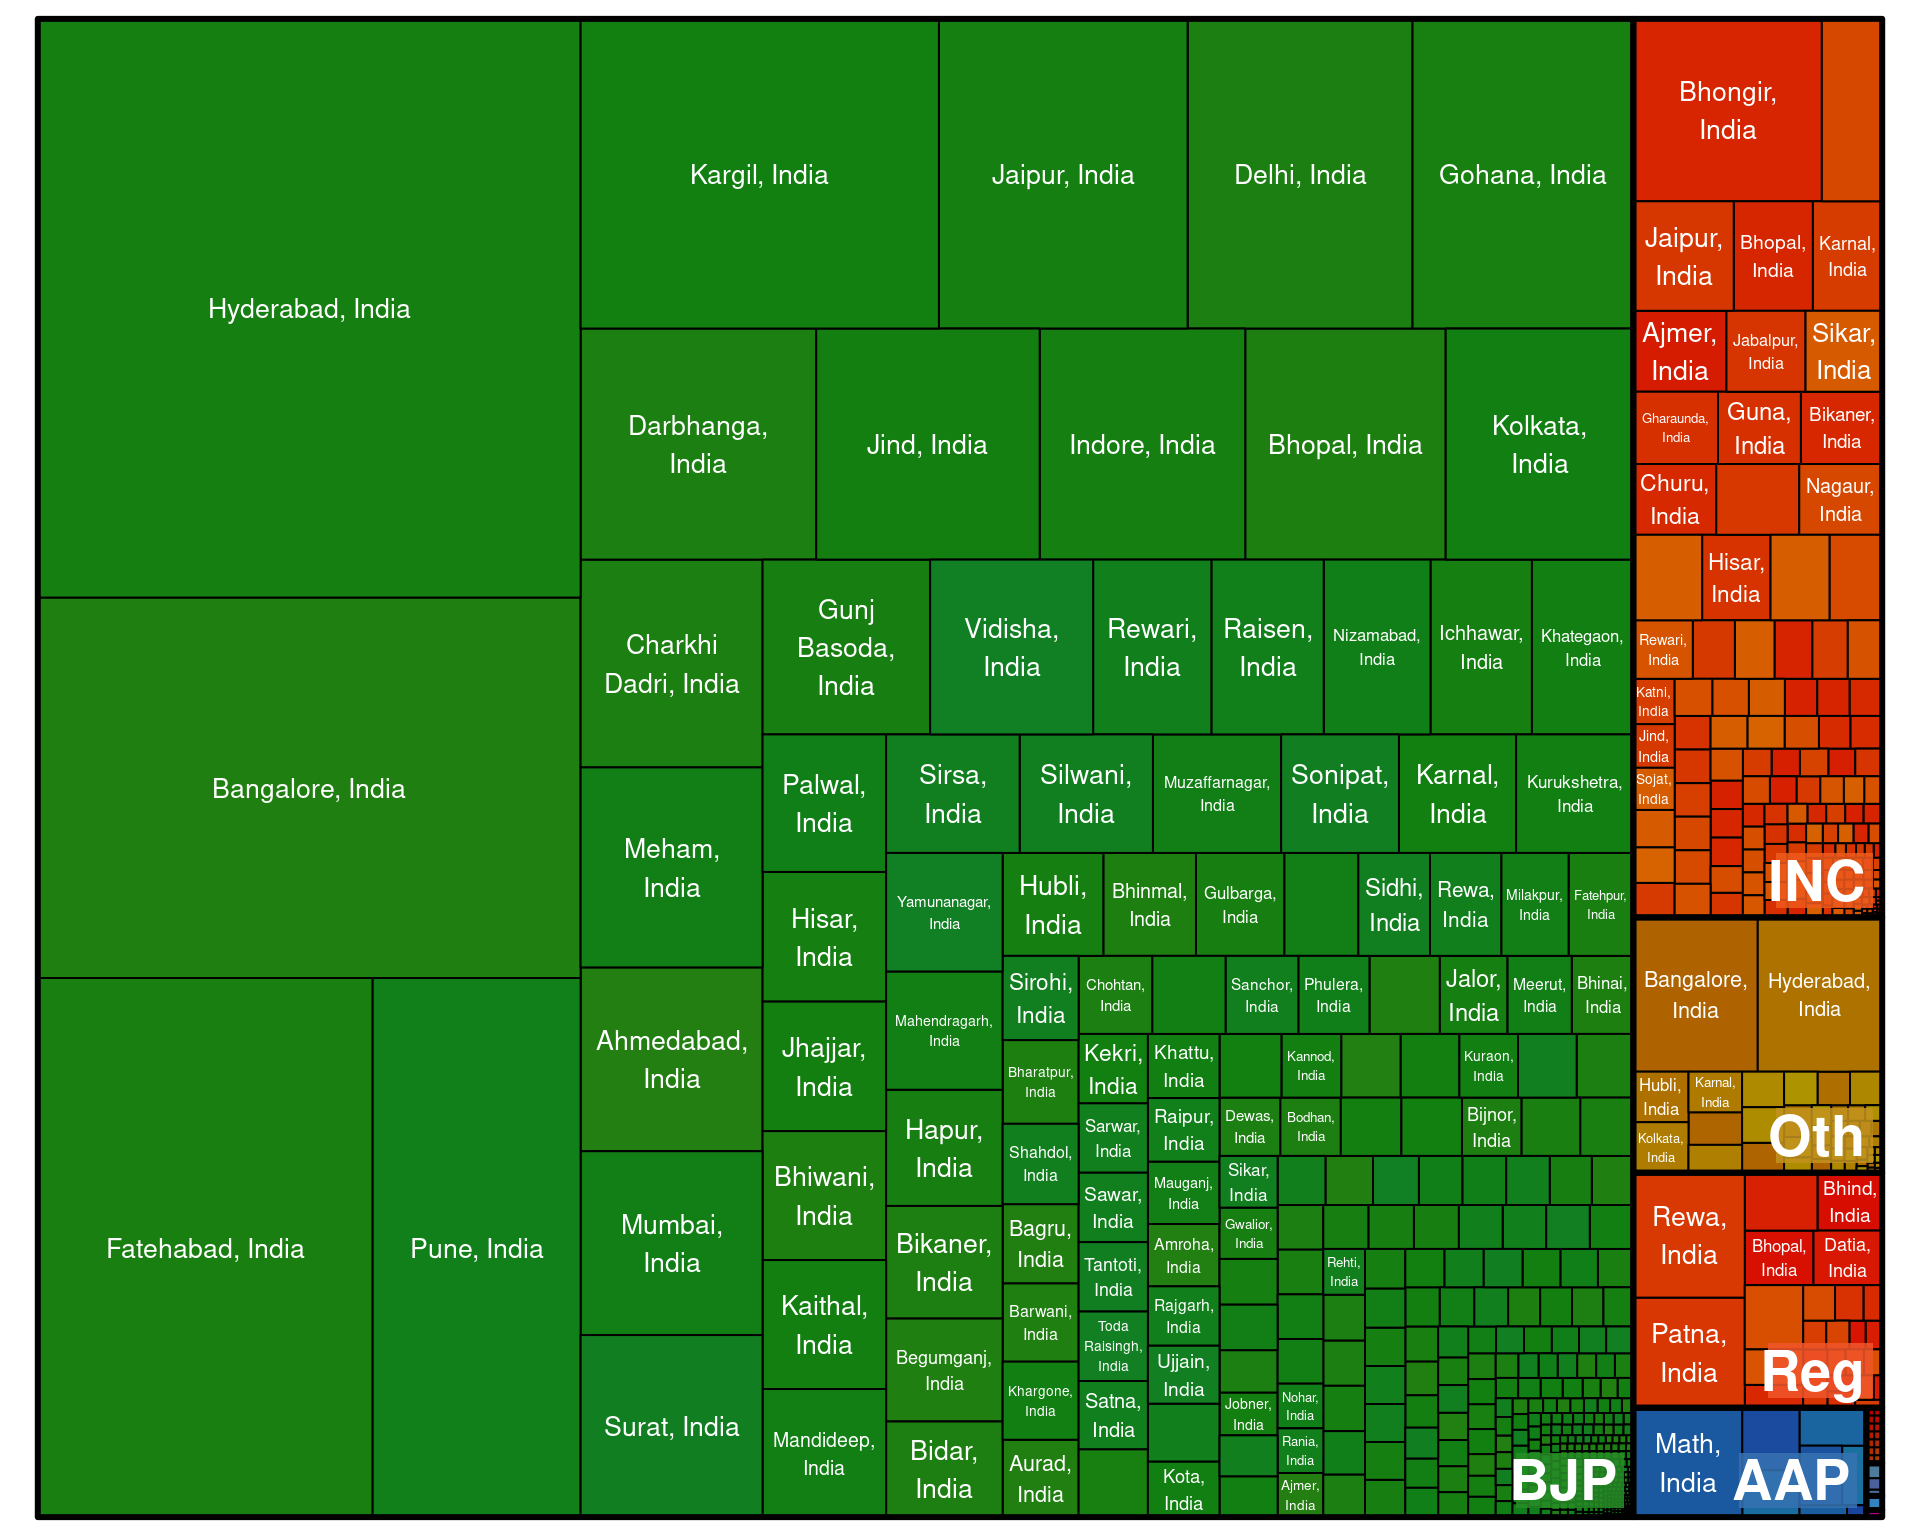 Hyderabad, India
Bangalore, India
Fatehabad, India
Pune, India
Kargil, India
Jaipur, India
Delhi, India
Gohana, India
Darbhanga,
India
Jind, India
Indore, India
Bhopal, India
Kolkata,
India
Charkhi
Dadri, India
Meham,
India
Ahmedabad,
India
Mumbai,
India
Surat, India
Gunj
Basoda,
India
Vidisha,
India
Rewari,
India
Raisen,
India
Nizamabad,
India
Ichhawar,
India
Khategaon,
India
Palwal,
India
Hisar,
India
Jhajjar,
India
Bhiwani,
India
Kaithal,
India
Mandideep,
India
Sirsa,
India
Silwani,
India
Muzaffarnagar,
India
Sonipat,
India
Karnal,
India
Kurukshetra,
India
Yamunanagar,
India
Mahendragarh,
India
Hapur,
India
Bikaner,
India
Begumganj,
India
Bidar,
India
Hubli,
India
Bhinmal,
India
Gulbarga,
India
Sidhi,
India
Rewa,
India
Milakpur,
India
Fatehpur,
India
Sirohi,
India
Bharatpur,
India
Shahdol,
India
Bagru,
India
Barwani,
India
Khargone,
India
Aurad,
India
Chohtan,
India
Sanchor,
India
Phulera,
India
Jalor,
India
Meerut,
India
Bhinai,
India
Kekri,
India
Sarwar,
India
Sawar,
India
Tantoti,
India
Toda
Raisingh,
India
Satna,
India
Khattu,
India
Raipur,
India
Mauganj,
India
Amroha,
India
Rajgarh,
India
Ujjain,
India
Kota,
India
Kannod,
India
Kuraon,
India
Dewas,
India
Bodhan,
India
Bijnor,
India
Sikar,
India
Gwalior,
India
Rehti,
India
Jobner,
India
Nohar,
India
Rania,
India
Ajmer,
India
BJP
Bhongir,
India
Jaipur,
India
Bhopal,
India
Karnal,
India
Ajmer,
India
Jabalpur,
India
Sikar,
India
Gharaunda,
India
Guna,
India
Bikaner,
India
Churu,
India
Nagaur,
India
Hisar,
India
Rewari,
India
Katni,
India
Jind,
India
Sojat,
India
INC
Bangalore,
India
Hyderabad,
India
Hubli,
India
Karnal,
India
Kolkata,
India
Oth
Rewa,
India
Patna,
India
Bhind,
India
Bhopal,
India
Datia,
India
Reg
Math,
India
AAP